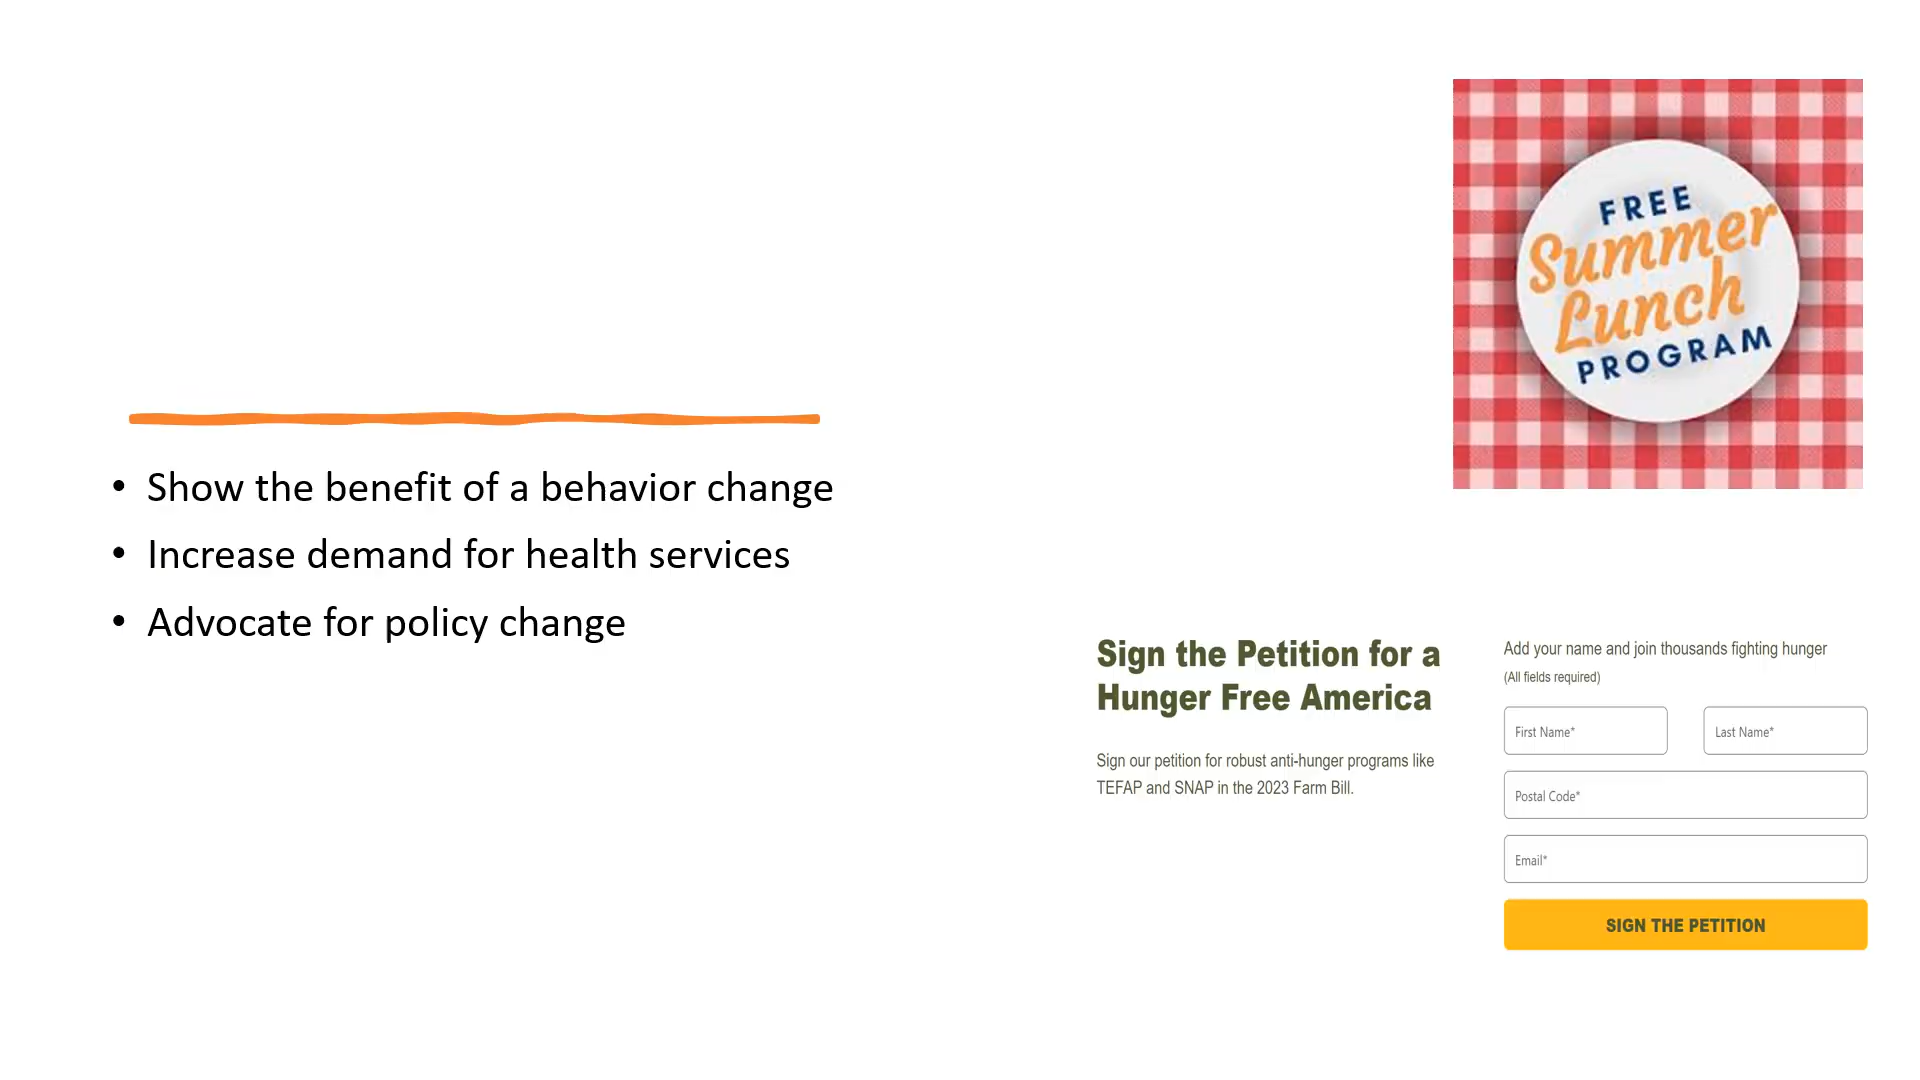 • Show the benefit of a behavior change
• Increase demand for health services
• Advocate for policy change
FREE
Summer
Lunch
PROGRAM
Sign the Petition for a
Hunger Free America
Sign our petition for robust anti-hunger programs like
TEFAP and SNAP in the 2023 Farm Bill.
Add your name and join thousands fighting hunger
(All fields required)
First Name*
Last Name*
Postal Code*
Email*
SIGN THE PETITION